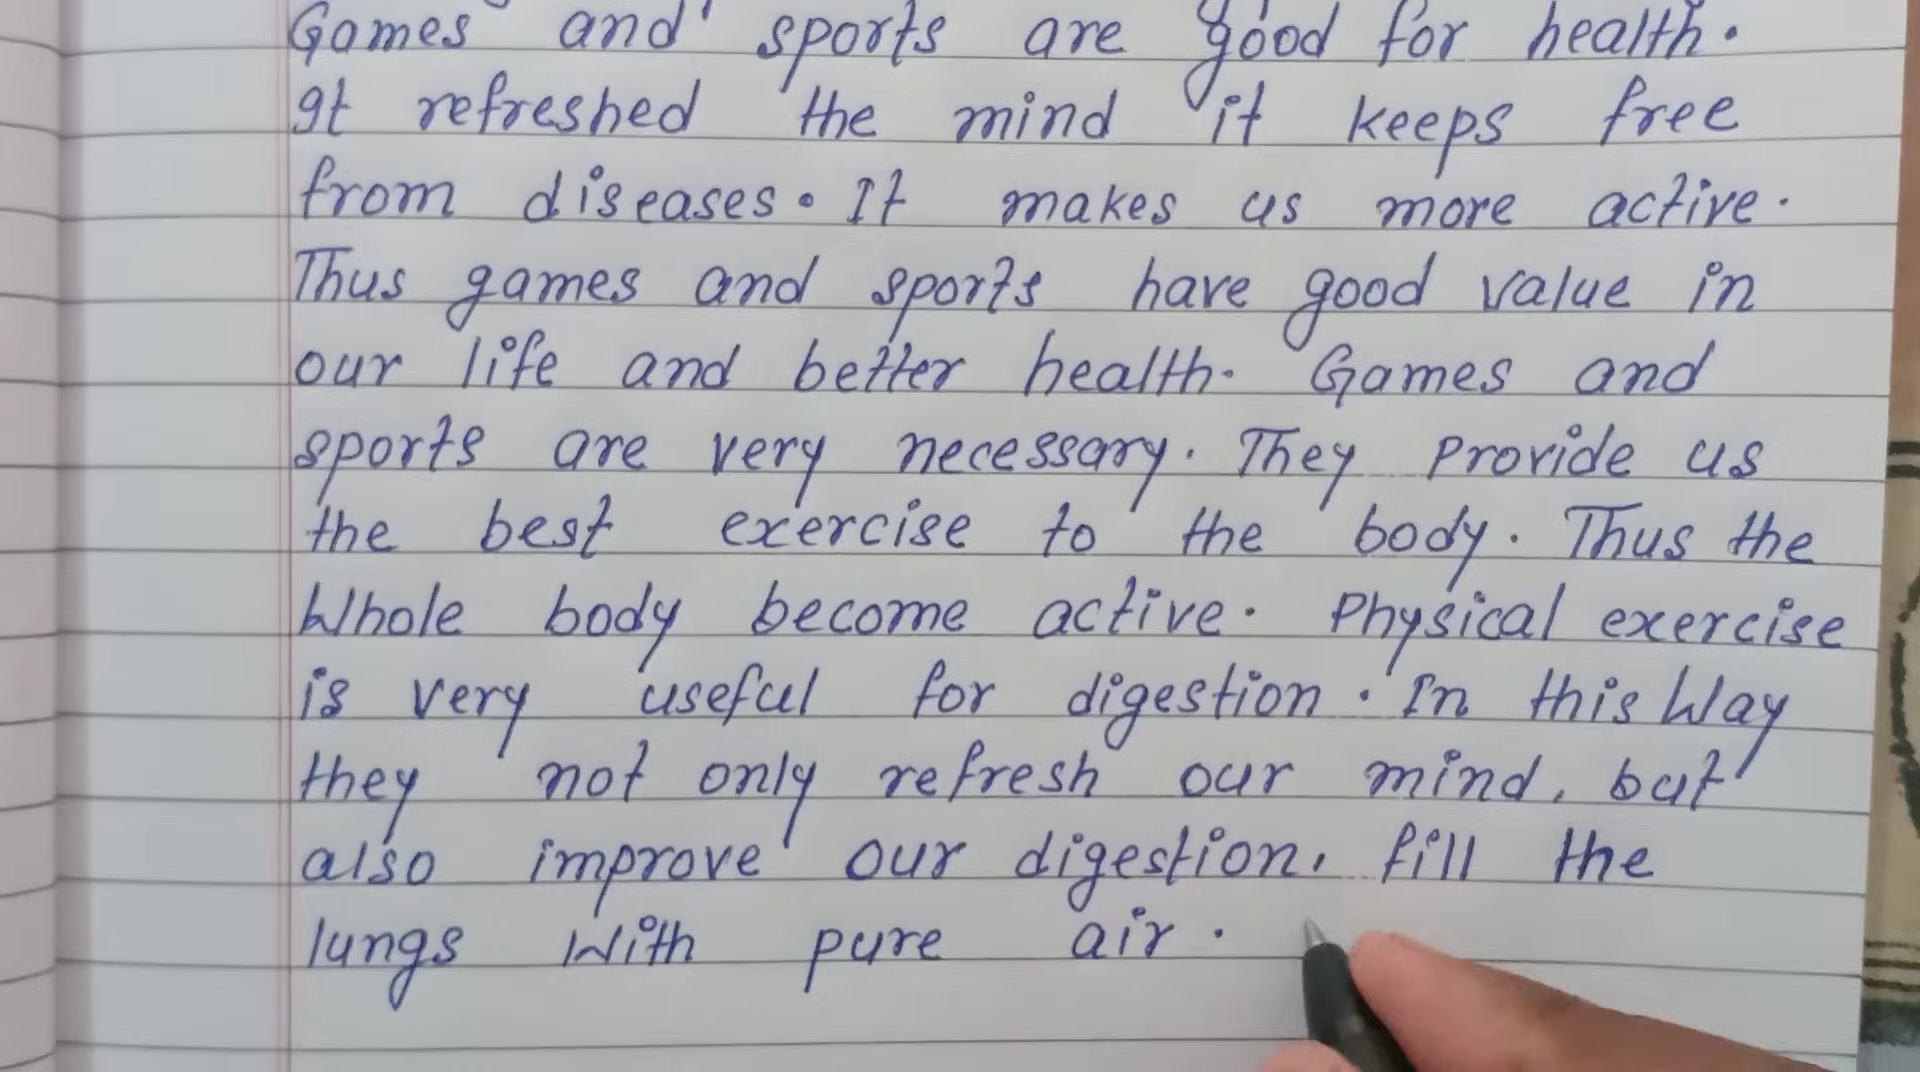 Games and sports are good for health.
It refreshed the mind it keeps free
from diseases. It makes us more active.
Thus games and sports have good value in
our life and better health. Games and
sports are very necessary. They Provide us
the best exercise to the body. Thus the
Whole body become active. Physical exercise
is very useful for digestion. In this Way
they not only refresh our mind, but
also improve our digestion, fill the
lungs With pure air.